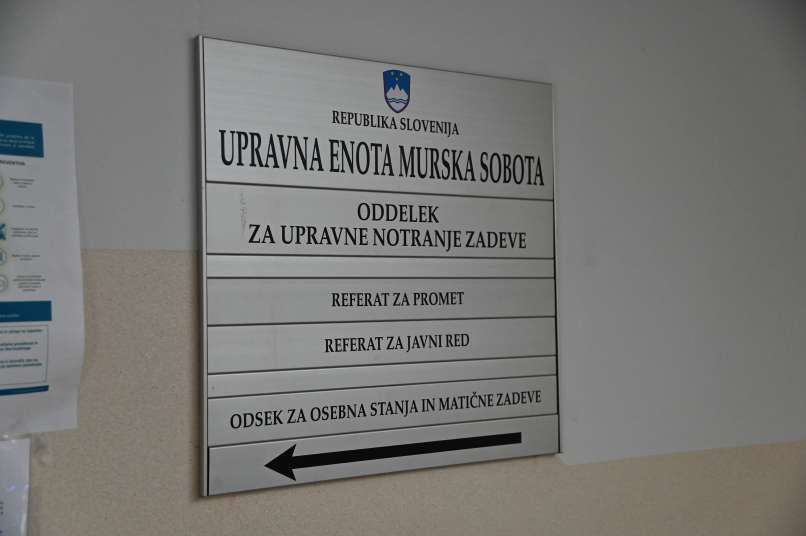 REPUBLIKA SLOVENIJA
UPRAVNA ENOTA MURSKA SOBOTA
ODDELEK
ZA UPRAVNE NOTRANJE ZADEVE
REFERAT ZA PROMET
REFERAT ZA JAVNI RED
ODSEK ZA OSEBNA STANJA IN MATIČNE ZADEVE